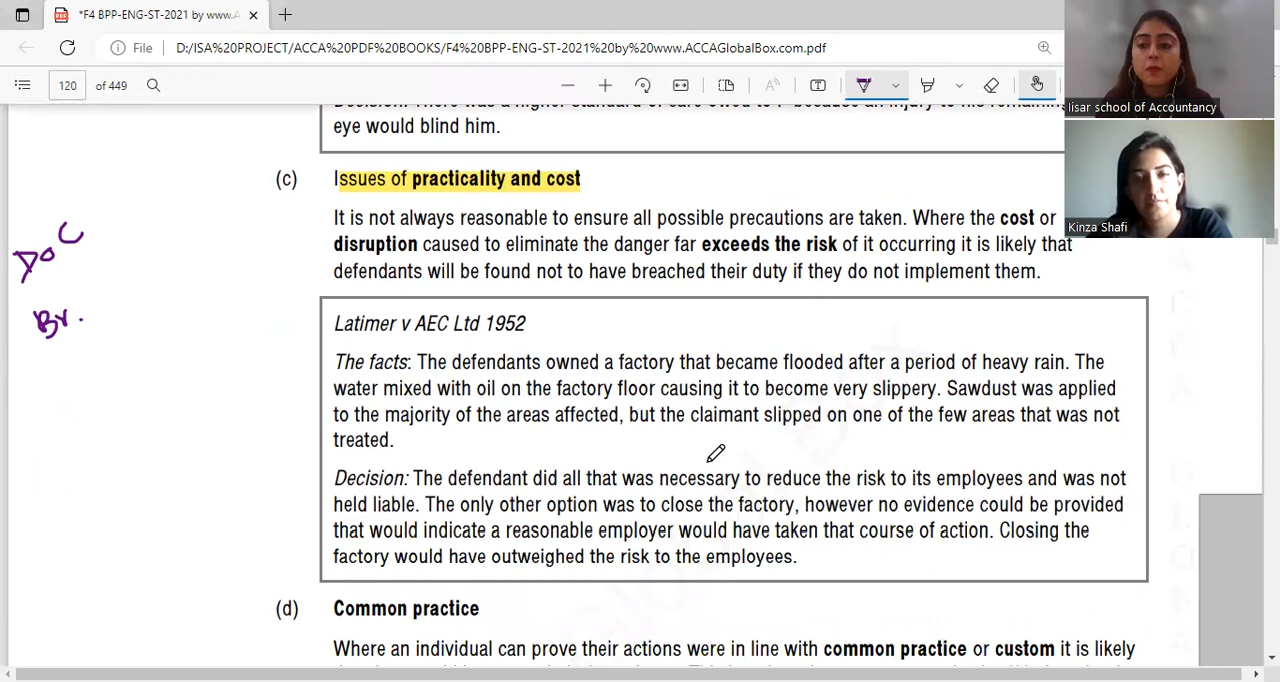 *F4 BPP-ENG-ST-2021 by www.A
File
D:/ISA%20PROJECT/ACCA%20PDF%20BOOKS/F4%20BPP-ENG-ST-2021%20by%20www.ACCAGlobalBox.com.pdf
120 of 449
lisar school of Accountancy
Kinza Shafi
eye would blind him.
(c) Issues of practicality and cost
It is not always reasonable to ensure all possible precautions are taken. Where the cost or
disruption caused to eliminate the danger far exceeds the risk of it occurring it is likely that
defendants will be found not to have breached their duty if they do not implement them.
DoC
Br.
Latimer v AEC Ltd 1952
The facts: The defendants owned a factory that became flooded after a period of heavy rain. The
water mixed with oil on the factory floor causing it to become very slippery. Sawdust was applied
to the majority of the areas affected, but the claimant slipped on one of the few areas that was not
treated.
Decision: The defendant did all that was necessary to reduce the risk to its employees and was not
held liable. The only other option was to close the factory, however no evidence could be provided
that would indicate a reasonable employer would have taken that course of action. Closing the
factory would have outweighed the risk to the employees.
(d) Common practice
Where an individual can prove their actions were in line with common practice or custom it is likely